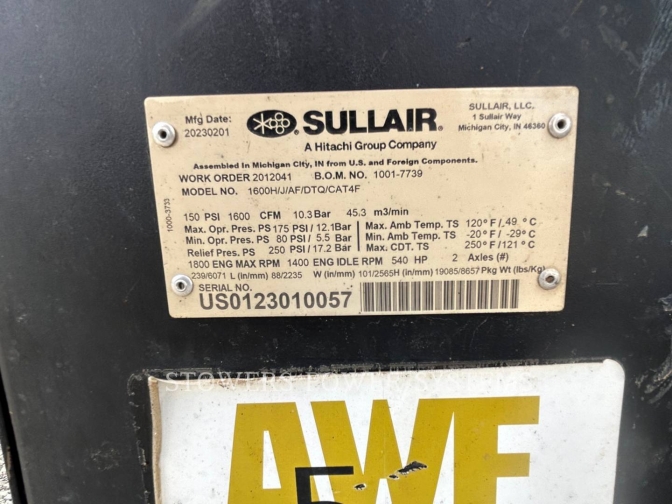 Mfg Date:
20230201
SULLAIR®
A Hitachi Group Company
SULLAIR, LLC.
1 Sullair Way
Michigan City, IN 46360
Assembled in Michigan City, IN from U.S. and Foreign Components.
WORK ORDER 2012041 B.O.M. NO. 1001-7739
MODEL NO. 1600H/J/AF/DTQ/CAT4F
1000-3733
150 PSI 1600 CFM 10.3 Bar 45.3 m3/min
Max. Opr. Pres. PS 175 PSI / 12.1Bar Max. Amb Temp. TS 120°F/ 49 °C
Min. Opr. Pres. PS 80 PSI / 5.5 Bar Min. Amb Temp. TS -20°F / -29° C
Relief Pres. PS 250 PSI / 17.2 Bar Max. CDT. TS 250°F/121 °C
1800 ENG MAX RPM 1400 ENG IDLE RPM 540 HP 2 Axles (#)
239/6071 L (in/mm) 88/2235 W (in/mm) 101/2565H (in/mm) 19085/8657 Pkg Wt (lbs/Kg)
SERIAL NO.
US0123010057
STOWERS POWER SYSTEMS
AWE
5